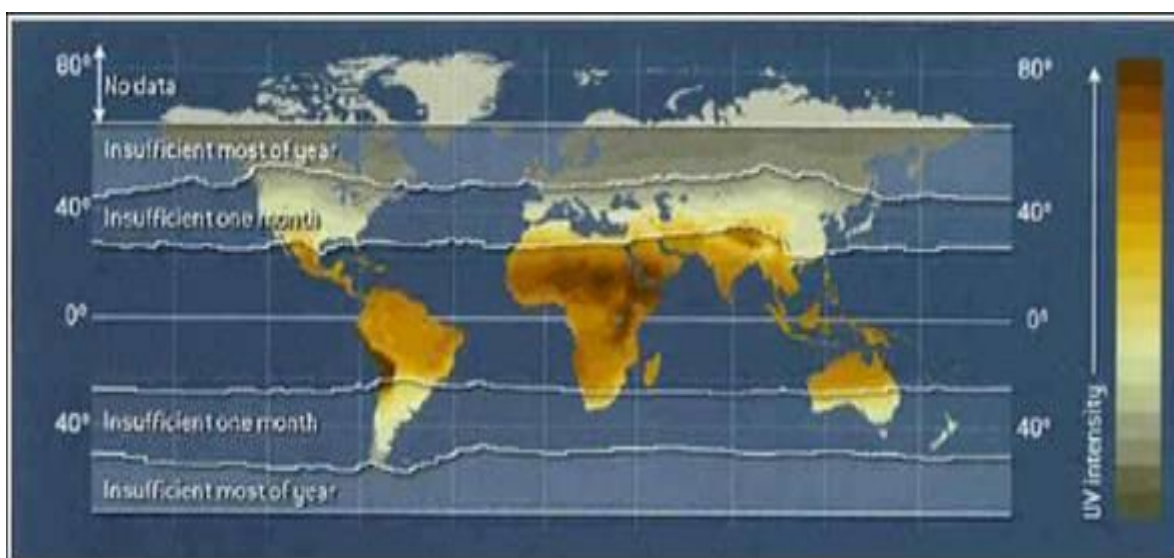 80°
No data
80°
Insufficient most of year
40°
Insufficient one month
40°
0°
0°
40°
Insufficient one month
40°
Insufficient most of year
UV intensity